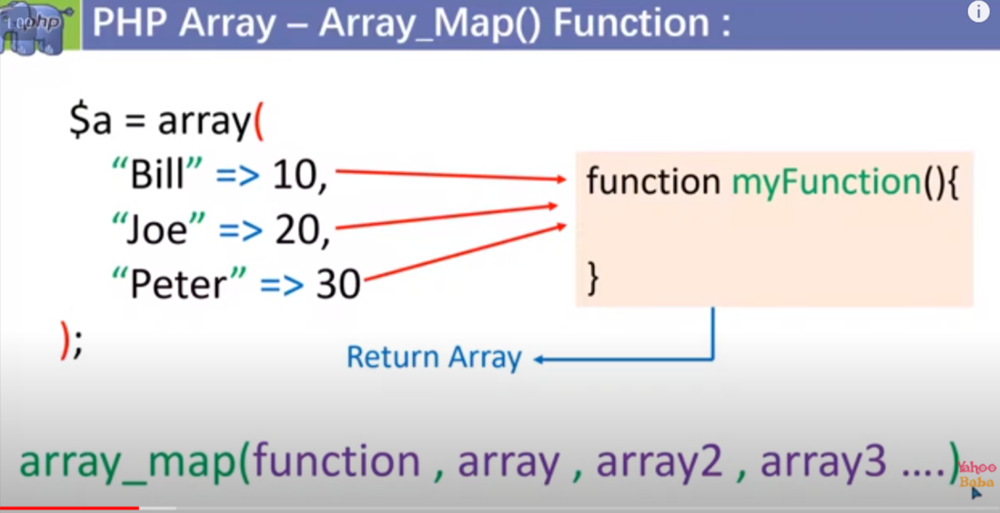 PHP Array – Array_Map() Function :
$a = array(
“Bill” => 10,
“Joe” => 20,
“Peter” => 30
);
function myFunction(){
}
Return Array
array_map(function , array , array2 , array3 ....)
Yahoo
Baba